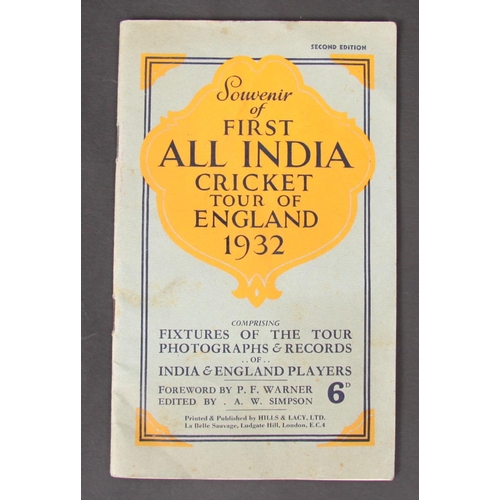 SECOND EDITION
Souvenir
of
FIRST
ALL INDIA
CRICKET
TOUR OF
ENGLAND
1932
COMPRISING
FIXTURES OF THE TOUR
PHOTOGRAPHS & RECORDS
..OF..
INDIA & ENGLAND PLAYERS
FOREWORD BY P. F. WARNER
EDITED BY . A. W. SIMPSON
6D
Printed & Published by HILLS & LACY, LTD.
La Belle Sauvage, Ludgate Hill, London, E.C.4